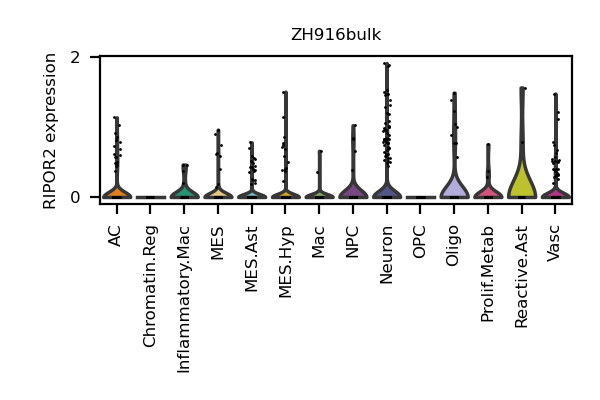 ZH916bulk
RIPOR2 expression
2
0
AC
Chromatin.Reg
Inflammatory.Mac
MES
MES.Ast
MES.Hyp
Mac
NPC
Neuron
OPC
Oligo
Prolif.Metab
Reactive.Ast
Vasc